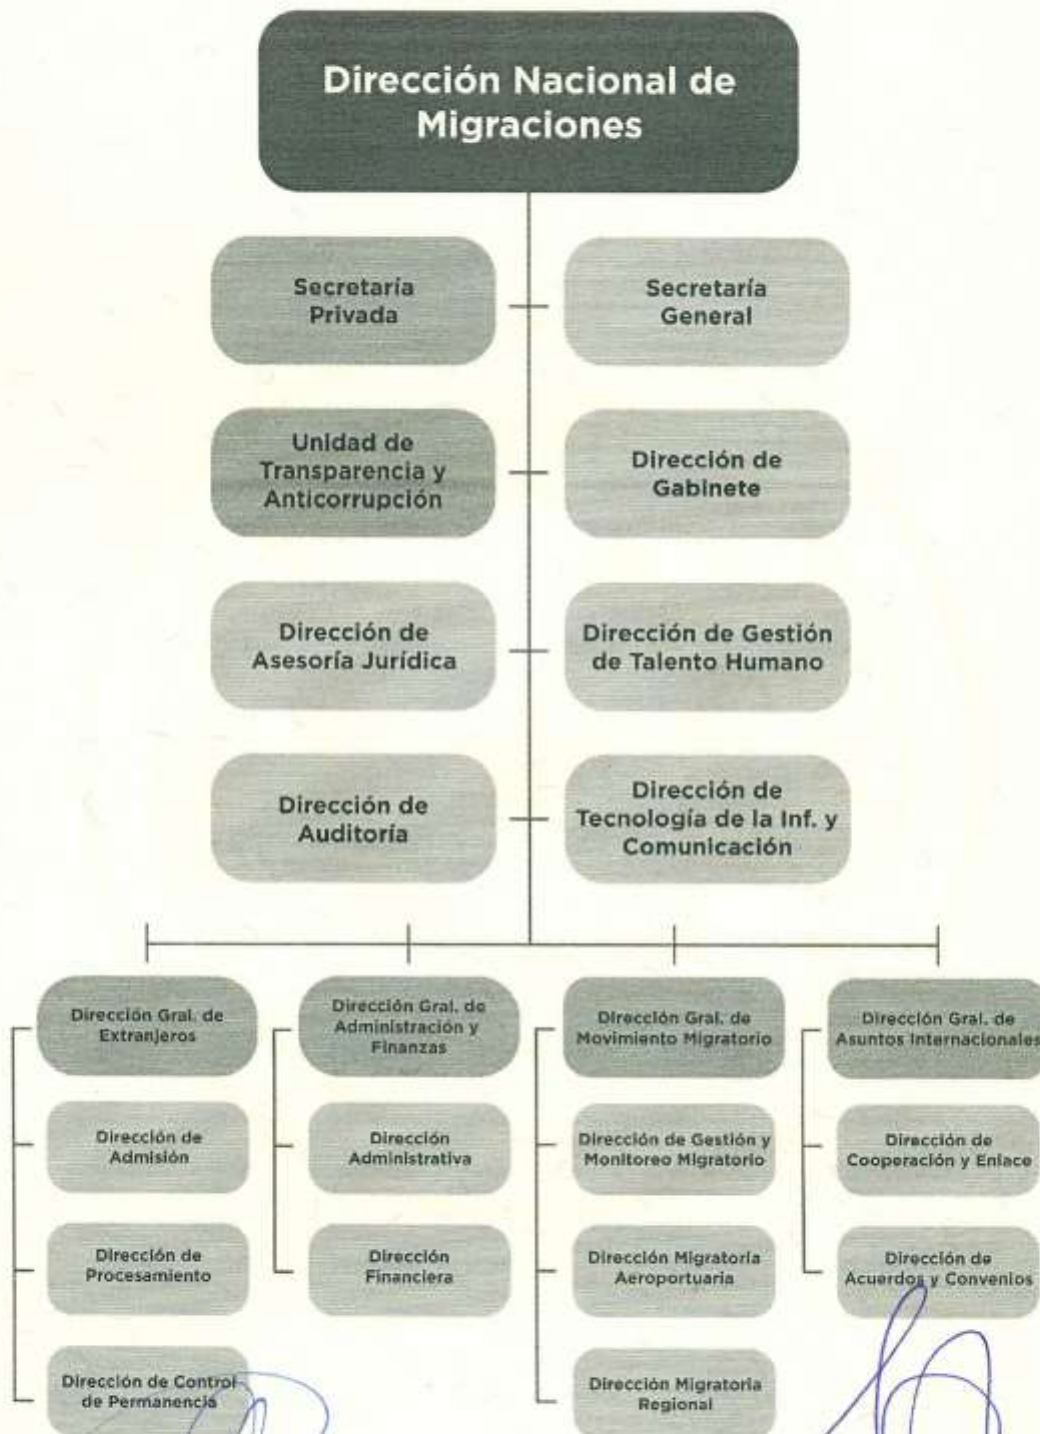 Dirección Nacional de
Migraciones
Secretaría
Privada
Secretaría
General
Unidad de
Transparencia y
Anticorrupción
Dirección de
Gabinete
Dirección de
Asesoría Jurídica
Dirección de Gestión
de Talento Humano
Dirección de
Auditoría
Dirección de
Tecnología de la Inf. y
Comunicación
Dirección Gral. de
Extranjeros
Dirección de
Admisión
Dirección de
Procesamiento
Dirección de Control
de Permanencia
Dirección Gral. de
Administración y
Finanzas
Dirección
Administrativa
Dirección
Financiera
Dirección Gral. de
Movimiento Migratorio
Dirección de Gestión y
Monitoreo Migratorio
Dirección Migratoria
Aeroportuaria
Dirección Migratoria
Regional
Dirección Gral. de
Asuntos Internacionales
Dirección de
Cooperación y Enlace
Dirección de
Acuerdos y Convenios